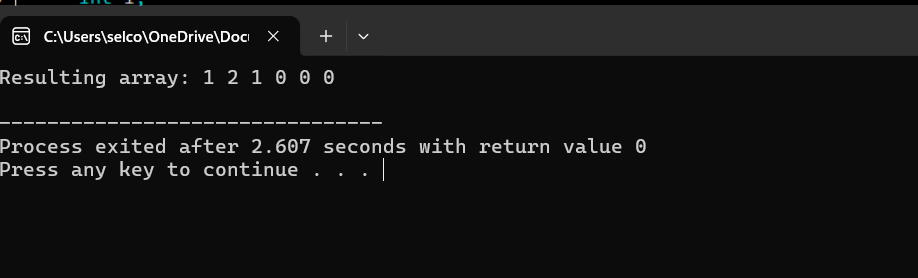 int i;
C:\Users\selco\OneDrive\Docu
Resulting array: 1 2 1 0 0 0
--------------------------------
Process exited after 2.607 seconds with return value 0
Press any key to continue . . .